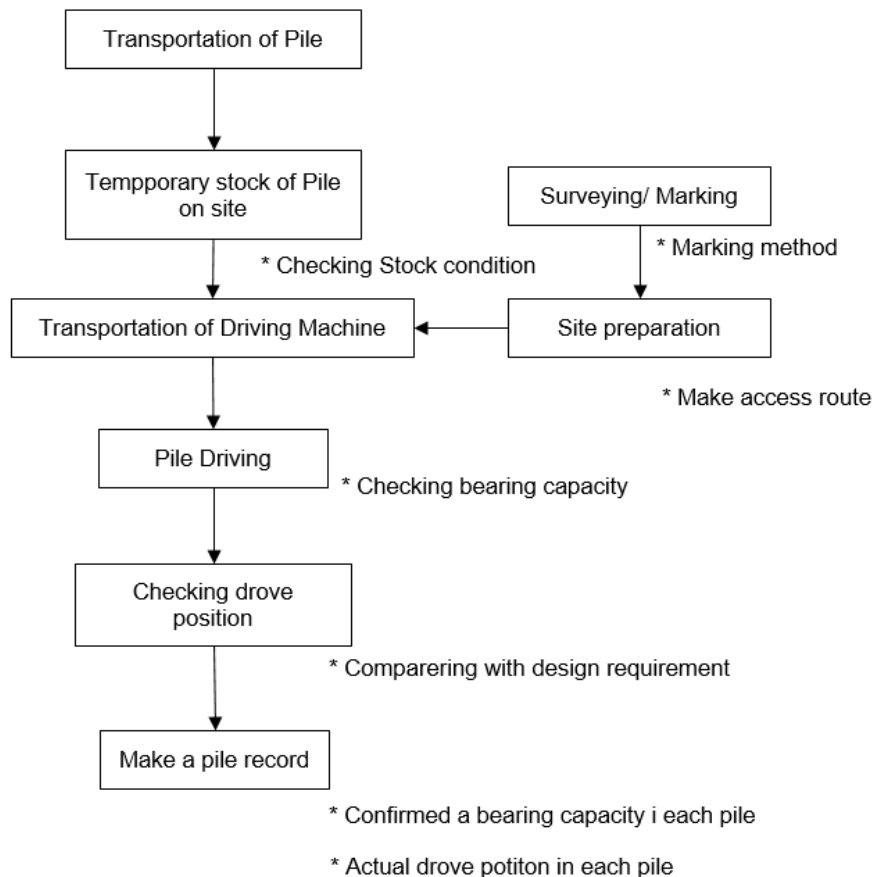 Transportation of Pile
Tempporary stock of Pile
on site
Surveying/ Marking
* Marking method
* Checking Stock condition
Transportation of Driving Machine
Site preparation
* Make access route
Pile Driving
* Checking bearing capacity
Checking drove
position
* Comparering with design requirement
Make a pile record
* Confirmed a bearing capacity i each pile
* Actual drove potiton in each pile